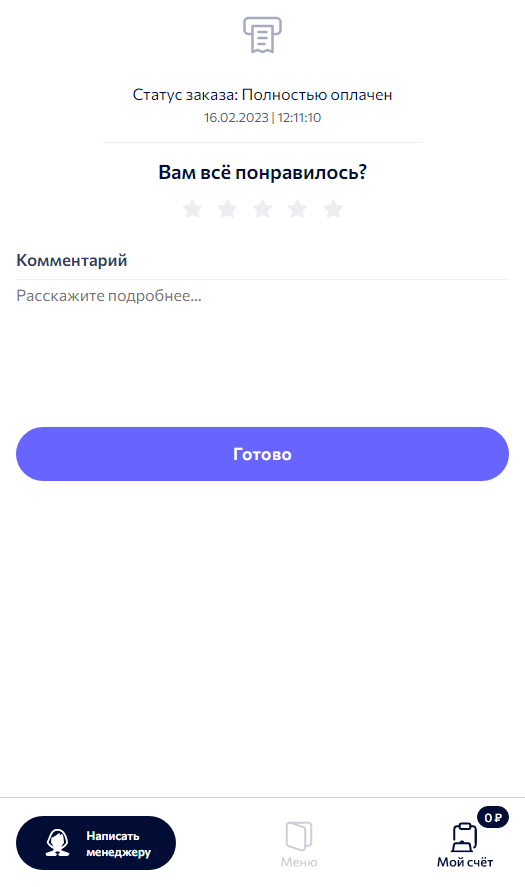 Статус заказа: Полностью оплачен
16.02.2023 | 12:11:10
Вам всё понравилось?
Комментарий
Расскажите подробнее...
Готово
Написать
менеджеру
Меню
0 ₽
Мой счёт